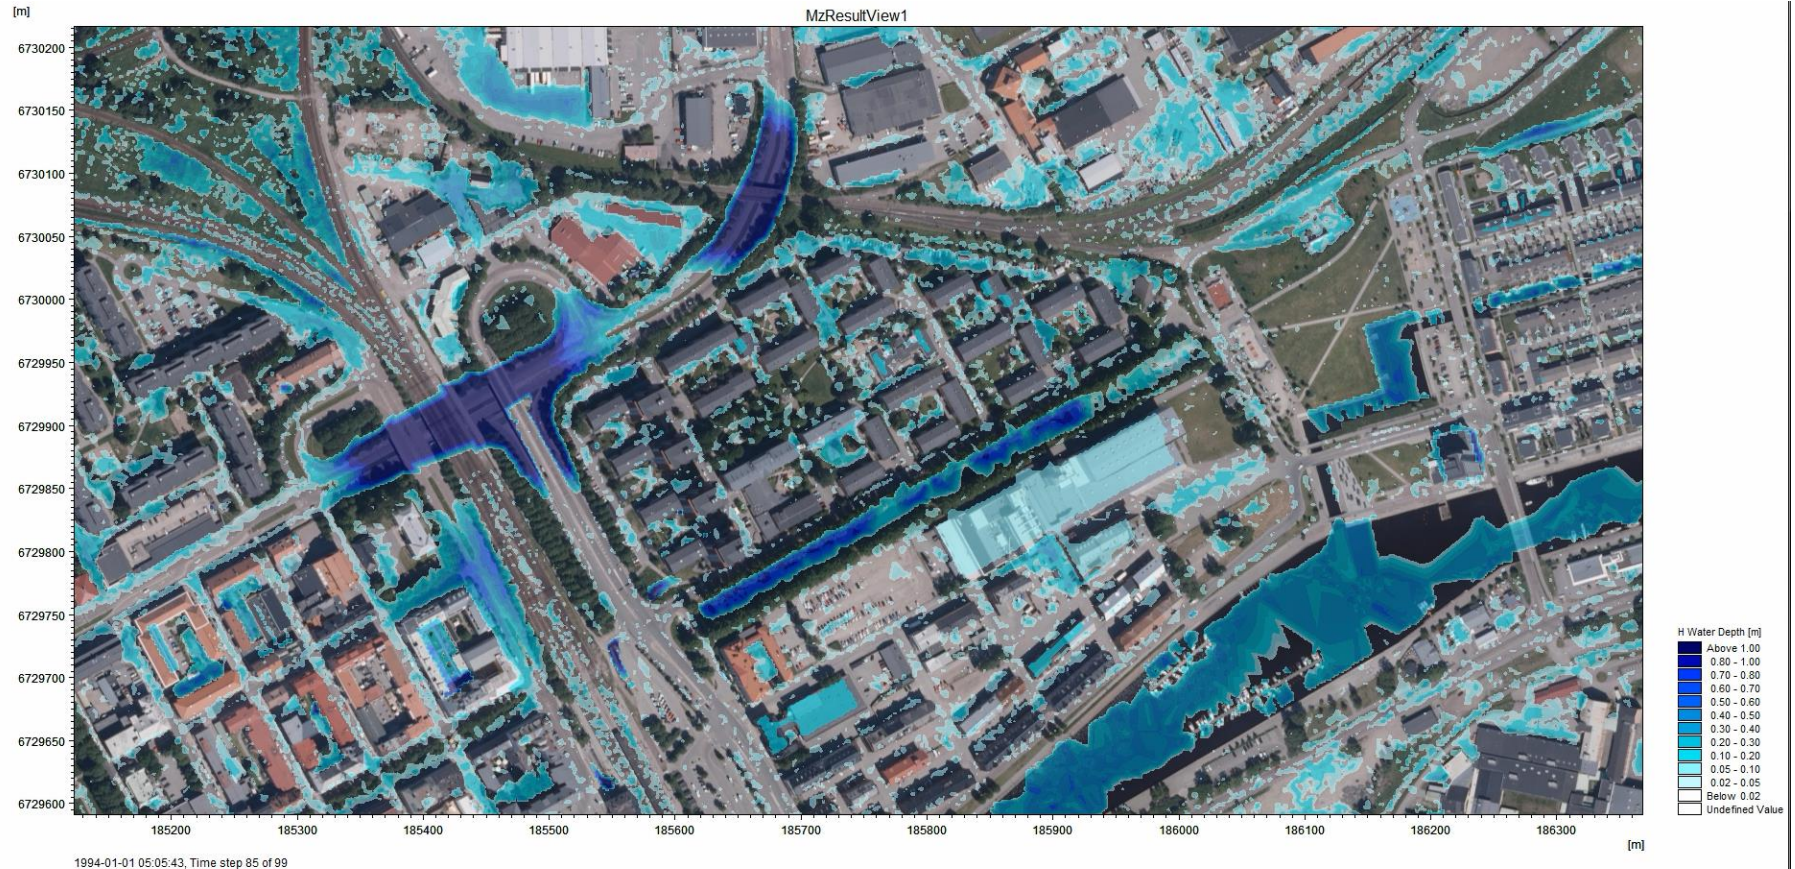 [m]
MzResultView1
6730200
6730150
6730100
6730050
6730000
6729950
6729900
6729850
6729800
6729750
6729700
6729650
6729600
H Water Depth [m]
Above 1.00
0.80 - 1.00
0.70 - 0.80
0.60 - 0.70
0.50 - 0.60
0.40 - 0.50
0.30 - 0.40
0.20 - 0.30
0.10 - 0.20
0.05 - 0.10
0.02 - 0.05
Below 0.02
Undefined Value
185200 185300 185400 185500 185600 185700 185800 185900 186000 186100 186200 186300
[m]
1994-01-01 05:05:43, Time step 85 of 99